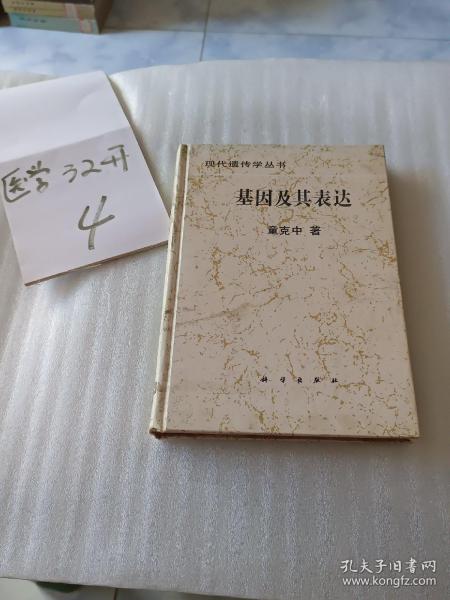 医学32开
4
现代遗传学丛书
基因及其表达
童克中 著
科学出版社
孔夫子旧书网
www.kongfz.com